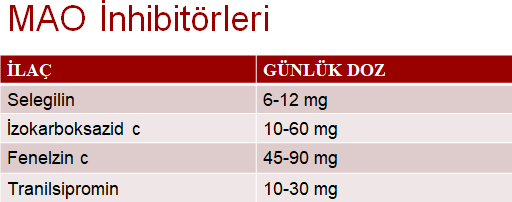 MAO İnhibitörleri
İLAÇ GÜNLÜK DOZ
Selegilin 6-12 mg
İzokarboksazid c 10-60 mg
Fenelzin c 45-90 mg
Tranilsipromin 10-30 mg